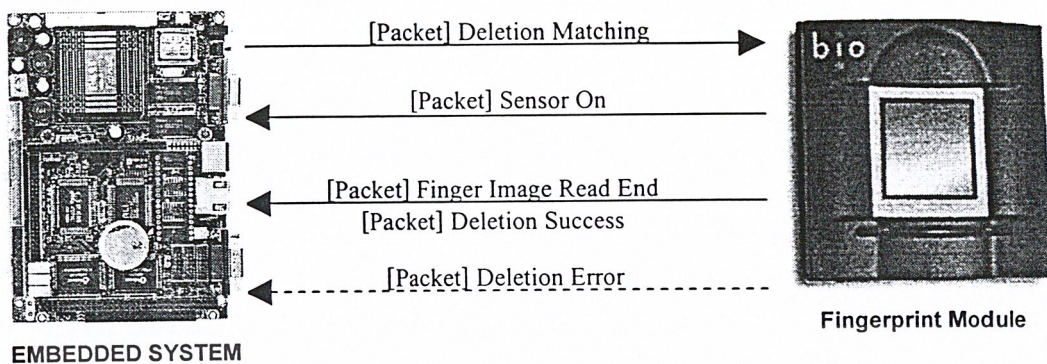 [Packet] Deletion Matching
bio
[Packet] Sensor On
[Packet] Finger Image Read End
[Packet] Deletion Success
[Packet] Deletion Error
Fingerprint Module
EMBEDDED SYSTEM